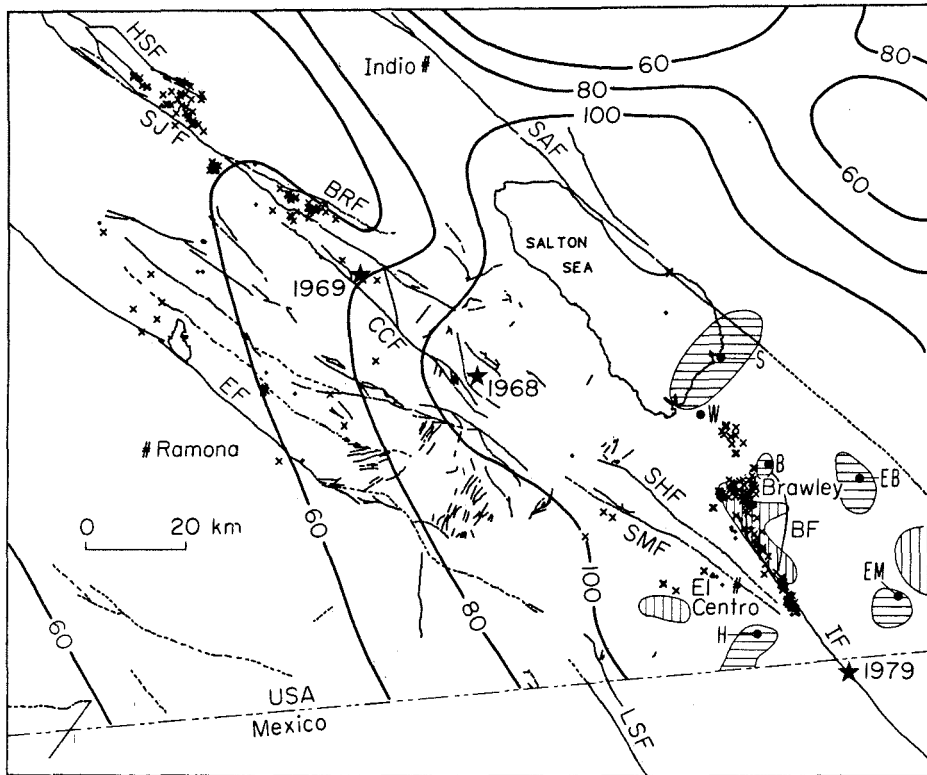 HSF
60
80
Indio #
80
100
SJF
SAF
60
BRF
SALTON
SEA
1969
CCF
S
1968
EF
W
# Ramona
B
EB
Brawley
SHF
0 20 km
BF
60
SMF
100
EM
El #
Centro
60
80
H
IF
1979
USA
Mexico
LSF